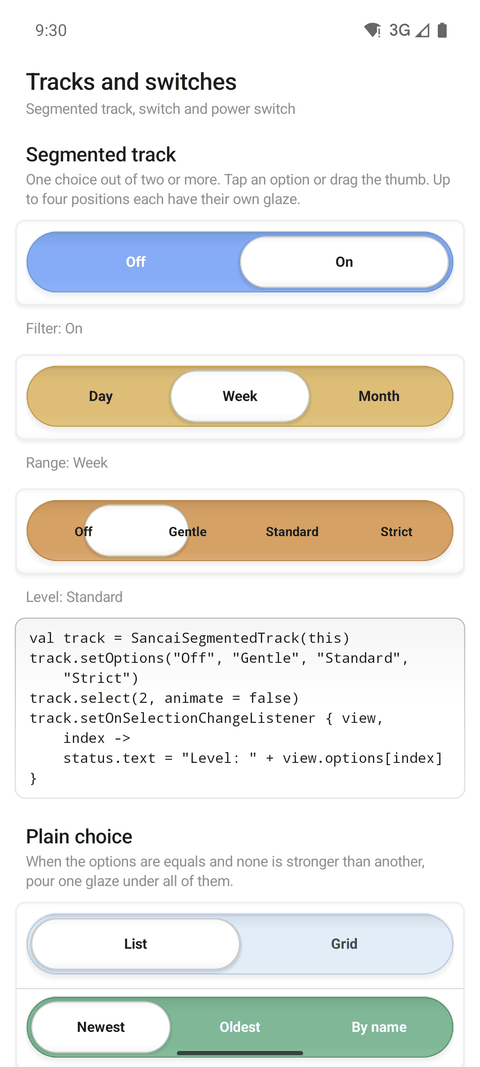 9:30
3G
Tracks and switches
Segmented track, switch and power switch
Segmented track
One choice out of two or more. Tap an option or drag the thumb. Up
to four positions each have their own glaze.
Off On
Filter: On
Day Week Month
Range: Week
Off Gentle Standard Strict
Level: Standard
val track = SancaiSegmentedTrack(this)
track.setOptions("Off", "Gentle", "Standard",
    "Strict")
track.select(2, animate = false)
track.setOnSelectionChangeListener { view,
    index ->
    status.text = "Level: " + view.options[index]
}
Plain choice
When the options are equals and none is stronger than another,
pour one glaze under all of them.
List Grid
Newest Oldest By name